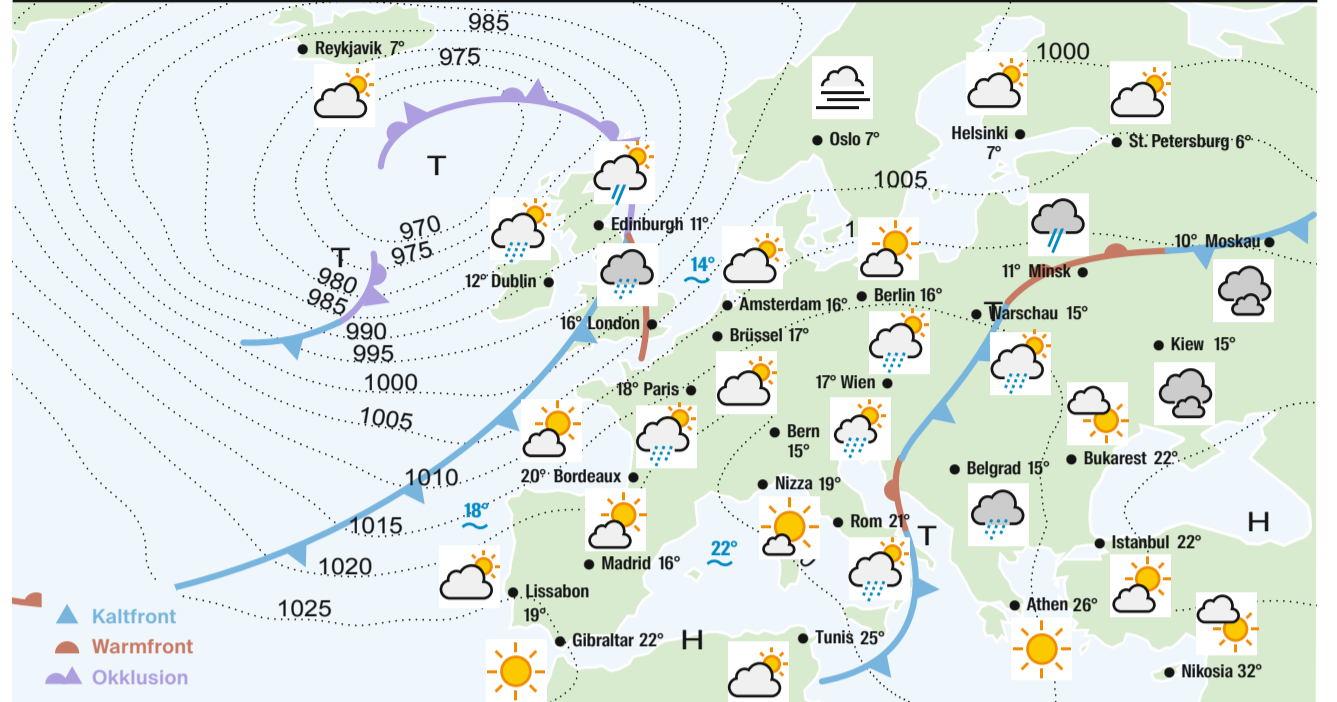 985
Reykjavik 7°
975
1000
Oslo 7°
Helsinki
7°
St. Petersburg 6°
T
1005
970
Edinburgh 11°
1
10° Moskau
975
T
14°
11° Minsk
980
12° Dublin
985
Amsterdam 16°
Berlin 16°
T
Warschau 15°
990
16° London
Brüssel 17°
Kiew 15°
995
1000
18° Paris
17° Wien
1005
Bern
15°
Bukarest 22°
1010
20° Bordeaux
Belgrad 15°
Nizza 19°
18°
1015
Rom 21°
H
T
Istanbul 22°
22°
1020
Madrid 16°
Lissabon
19°
1025
Athen 26°
Kaltfront
Gibraltar 22°
H
Tunis 25°
Warmfront
Nikosia 32°
Okklusion